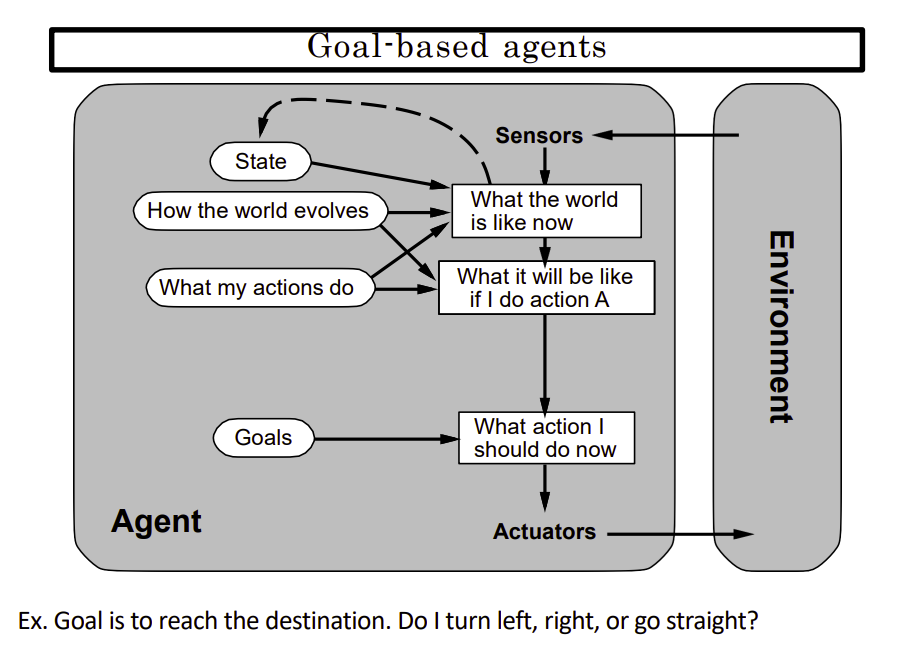 Goal-based agents
Sensors
State
What the world
is like now
How the world evolves
What it will be like
if I do action A
What my actions do
Environment
What action I
should do now
Goals
Agent
Actuators
Ex. Goal is to reach the destination. Do I turn left, right, or go straight?